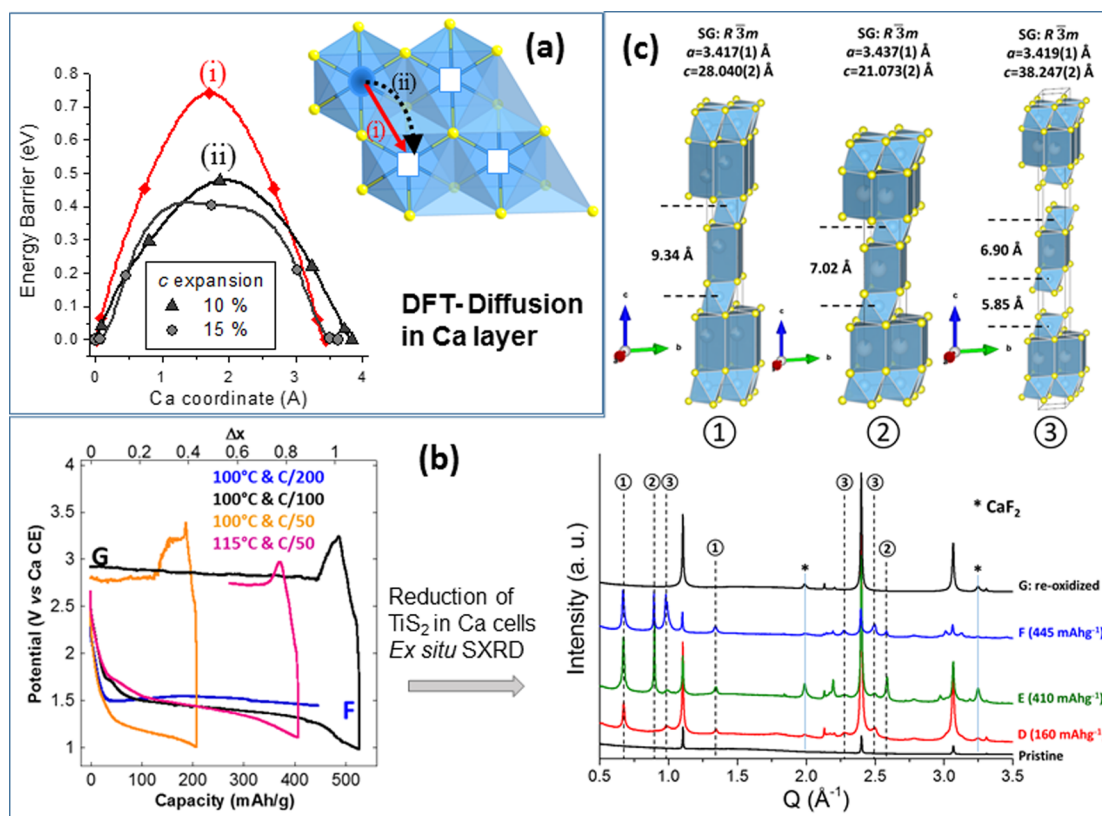 (a)
0.8
0.7
0.6
0.5
0.4
0.3
0.2
0.1
0.0
Energy Barrier (eV)
(i)
(ii)
c expansion
10 %
15 %
0 1 2 3 4
Ca coordinate (A)
(i)
(ii)
DFT-Diffusion
in Ca layer
(c)
SG: R 3̅ m
a=3.417(1) Å
c=28.040(2) Å
SG: R 3̅ m
a=3.437(1) Å
c=21.073(2) Å
SG: R 3̅ m
a=3.419(1) Å
c=38.247(2) Å
9.34 Å
7.02 Å
6.90 Å
5.85 Å
c
b
c
b
c
b
① ② ③
(b)
Δx
0 0.2 0.4 0.6 0.8 1
4
3.5
3
2.5
2
1.5
1
Potential (V vs Ca CE)
100°C & C/200
100°C & C/100
100°C & C/50
115°C & C/50
G
F
0 100 200 300 400 500
Capacity (mAh/g)
Reduction of
TiS₂ in Ca cells
Ex situ SXRD
Intensity (a. u.)
① ② ③ ① ③ ③ ②
* CaF₂
* *
G: re-oxidized
F (445 mAhg⁻¹
E (410 mAhg⁻¹
D (160 mAhg⁻¹
Pristine
0.5 1.0 1.5 2.0 2.5 3.0 3.5
Q (Å⁻¹)